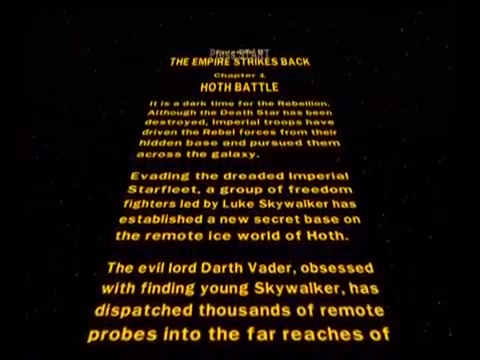 Press START
THE EMPIRE STRIKES BACK
Chapter 1
HOTH BATTLE
It is a dark time for the Rebellion.
Although the Death Star has been
destroyed, Imperial troops have
driven the Rebel forces from their
hidden base and pursued them
across the galaxy.
Evading the dreaded Imperial
Starfleet, a group of freedom
fighters led by Luke Skywalker has
established a new secret base on
the remote ice world of Hoth.
The evil lord Darth Vader, obsessed
with finding young Skywalker, has
dispatched thousands of remote
probes into the far reaches of